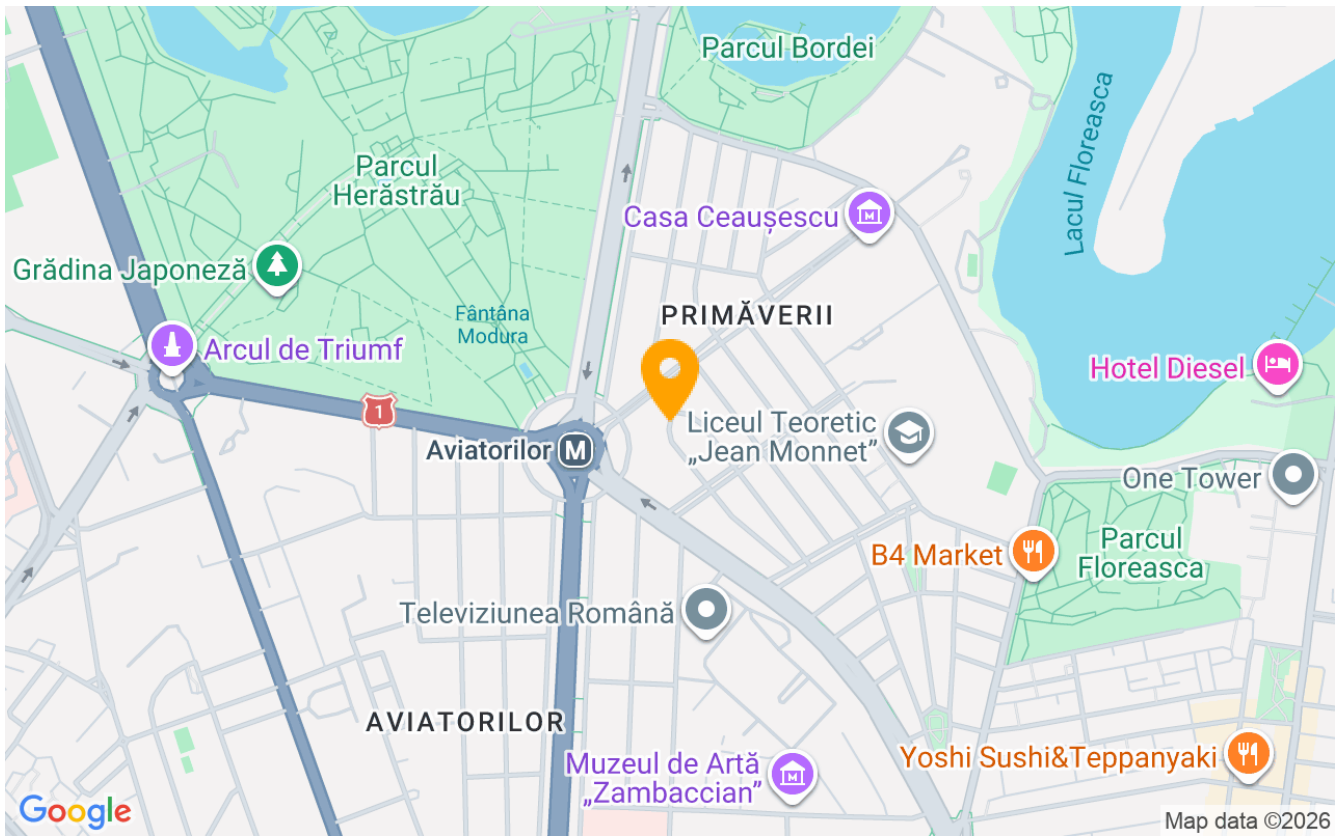 Parcul Bordei
Lacul Floreasca
Parcul
Herăstrău
Casa Ceaușescu
Grădina Japoneză
Fântâna
Modura
PRIMĂVERII
Arcul de Triumf
Hotel Diesel
1
Liceul Teoretic
„Jean Monnet”
Aviatorilor M
One Tower
B4 Market
Parcul
Floreasca
Televiziunea Română
AVIATORILOR
Muzeul de Artă
„Zambaccian”
Yoshi Sushi&Teppanyaki
Google
Map data ©2026